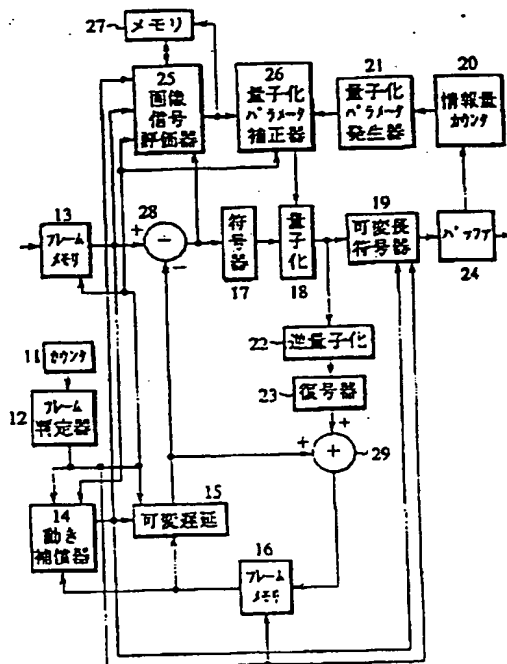 27
メモリ
25
画像
信号
評価器
26
量子化
パラメータ
補正器
21
量子化
パラメータ
発生器
20
情報量
カウンタ
13
フレーム
メモリ
+
28
÷
−
符号器
17
量子化
18
19
可変長
符号器
バッファ
24
11
カウンタ
12
フレーム
判定器
22
逆量子化
23
復号器
+
+
+
29
14
動き
補償器
15
可変遅延
16
フレーム
メモリ